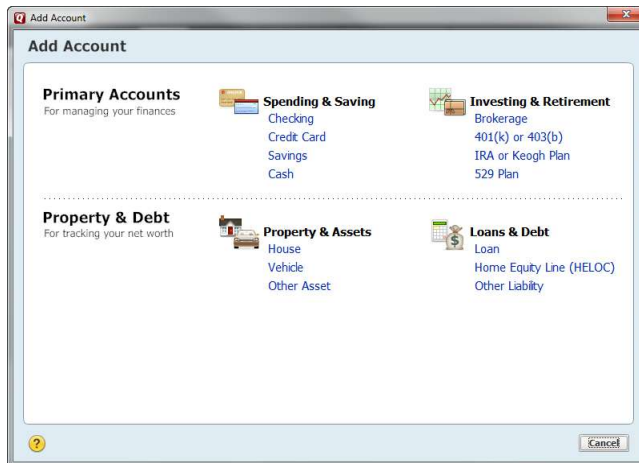 Add Account
Add Account
Primary Accounts
For managing your finances
Spending & Saving
Checking
Credit Card
Savings
Cash
Investing & Retirement
Brokerage
401(k) or 403(b)
IRA or Keogh Plan
529 Plan
Property & Debt
For tracking your net worth
Property & Assets
House
Vehicle
Other Asset
Loans & Debt
Loan
Home Equity Line (HELOC)
Other Liability
?
Cancel